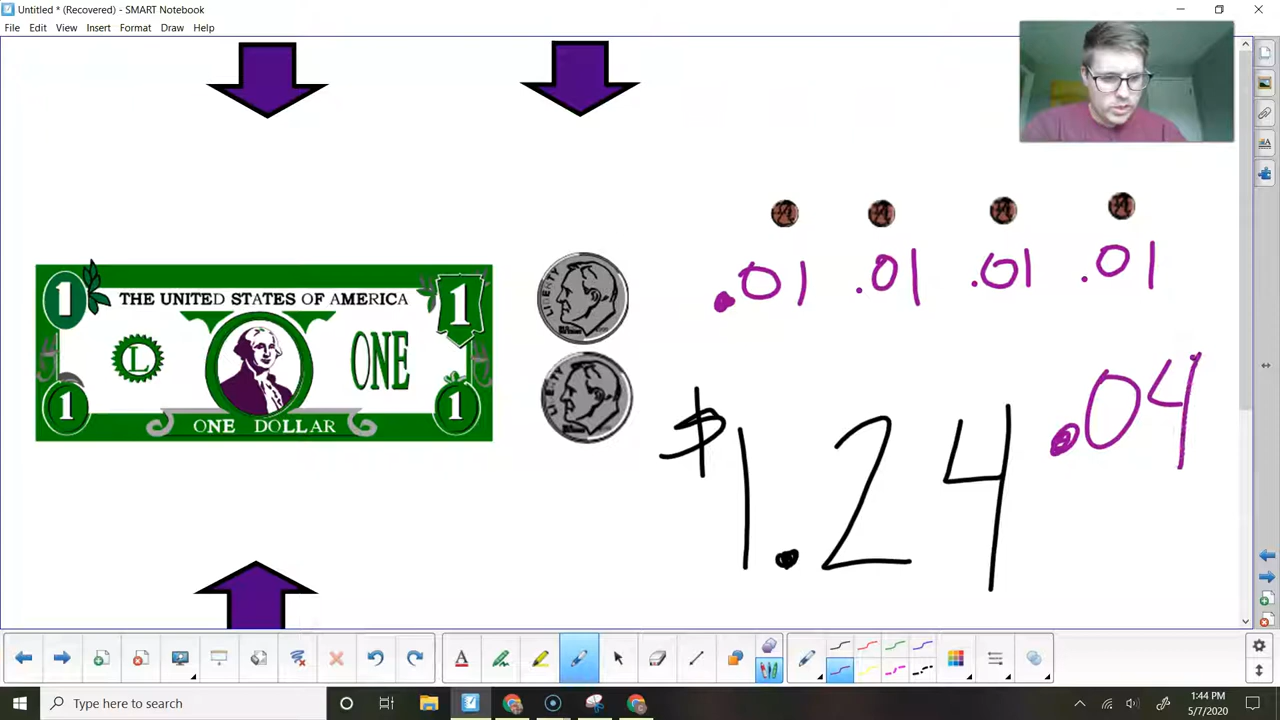 Untitled * (Recovered) - SMART Notebook
File Edit View Insert Format Draw Help
.01 .01 .01 .01
1 THE UNITED STATES OF AMERICA 1
L ONE
1 ONE DOLLAR 1
LIBERTY
LIBERTY
.04
$1.24
Type here to search
1:44 PM
5/7/2020